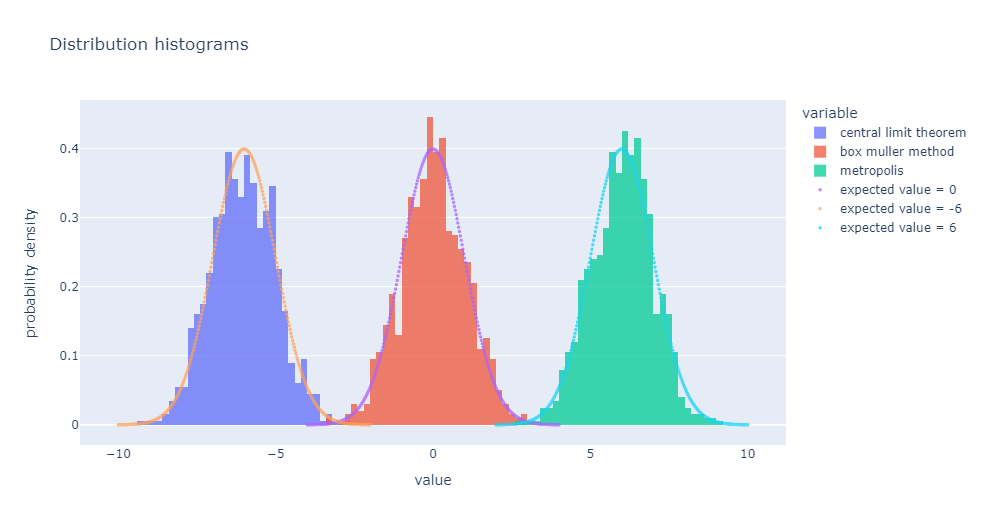 Distribution histograms
variable
central limit theorem
box muller method
metropolis
expected value = 0
expected value = -6
expected value = 6
probability density
0.4
0.3
0.2
0.1
0
−10
−5
0
5
10
value